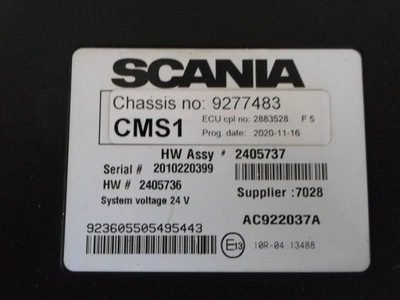 SCANIA
Chassis no: 9277483
CMS1
ECU cpl no: 2883528 F 5
Prog. date: 2020-11-16
HW Assy # 2405737
Serial # 2010220399
HW # 2405736
Supplier :7028
System voltage 24 V
AC922037A
923605505495443
E13
10R-04 13488